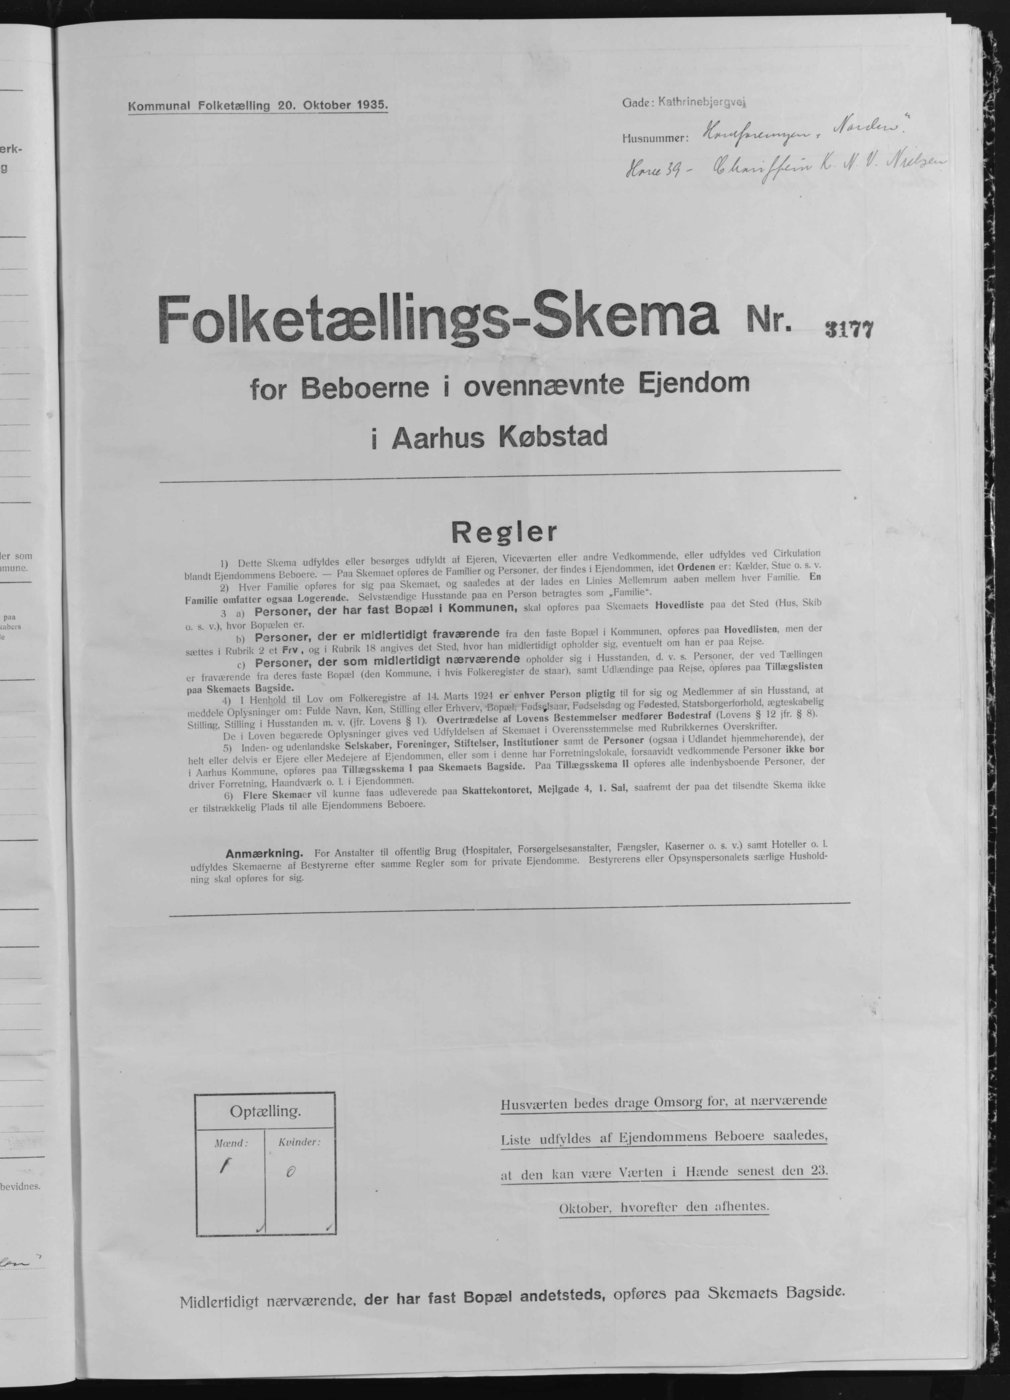 Kommunal Folketælling 20. Oktober 1935.
Gade: Kathrinebjergvej
Husnummer: "Norden".
Have 39 - K. N. V. Nielsen
Folketællings-Skema Nr. 3177
for Beboerne i ovennævnte Ejendom
i Aarhus Købstad
Regler
1) Dette Skema udfyldes eller besørges udfyldt af Ejeren, Viceværten eller andre Vedkommende, eller udfyldes ved Cirkulation
blandt Ejendommens Beboere. — Paa Skemaet opføres de Familier og Personer, der findes i Ejendommen, idet Ordenen er: Kælder, Stue o. s. v.
2) Hver Familie opføres for sig paa Skemaet, og saaledes at der lades en Linies Mellemrum aaben mellem hver Familie. En
Familie omfatter ogsaa Logerende. Selvstændige Husstande paa en Person betragtes som „Familie“.
3 a) Personer, der har fast Bopæl i Kommunen, skal opføres paa Skemaets Hovedliste paa det Sted (Hus, Skib
o. s. v.), hvor Bopælen er.
b) Personer, der er midlertidigt fraværende fra den faste Bopæl i Kommunen, opføres paa Hovedlisten, men der
sættes i Rubrik 2 et Frv , og i Rubrik 18 angives det Sted, hvor han midlertidigt opholder sig, eventuelt om han er paa Rejse.
c) Personer, der som midlertidigt nærværende opholder sig i Husstanden, d. v. s. Personer, der ved Tællingen
er fraværende fra deres faste Bopæl (den Kommune, i hvis Folkeregister de staar), samt Udlændinge paa Rejse, opføres paa Tillægslisten
paa Skemaets Bagside.
4) I Henhold til Lov om Folkeregistre af 14. Marts 1924 er enhver Person pligtig til for sig og Medlemmer af sin Husstand, at
meddele Oplysninger om: Fulde Navn, Køn, Stilling eller Erhverv, Bopæl, Fødselsaar, Fødselsdag og Fødested, Statsborgerforhold, ægteskabelig
Stilling, Stilling i Husstanden m. v. (jfr. Lovens § 1). Overtrædelse af Lovens Bestemmelser medfører Bødestraf (Lovens § 12 jfr. § 8).
De i Loven begærede Oplysninger gives ved Udfyldelsen af Skemaet i Overensstemmelse med Rubrikkernes Overskrifter.
5) Inden- og udenlandske Selskaber, Foreninger, Stiftelser, Institutioner samt de Personer (ogsaa i Udlandet hjemmehørende), der
helt eller delvis er Ejere eller Medejere af Ejendommen, eller som i denne har Forretningslokale, forsaavidt vedkommende Personer ikke bor
i Aarhus Kommune, opføres paa Tillægsskema I paa Skemaets Bagside. Paa Tillægsskema II opføres alle indenbysboende Personer, der
driver Forretning, Haandværk o. l. i Ejendommen.
6) Flere Skemaer vil kunne faas udleverede paa Skattekontoret, Mejlgade 4, 1. Sal, saafremt der paa det tilsendte Skema ikke
er tilstrækkelig Plads til alle Ejendommens Beboere.
Anmærkning. For Anstalter til offentlig Brug (Hospitaler, Forsørgelsesanstalter, Fængsler, Kaserner o. s. v.) samt Hoteller o. l.
udfyldes Skemaerne af Bestyrerne efter samme Regler som for private Ejendomme. Bestyrerens eller Opsynspersonalets særlige Hushold-
ning skal opføres for sig.
Optælling.
Mænd: Kvinder:
1 0
Husværten bedes drage Omsorg for, at nærværende
Liste udfyldes af Ejendommens Beboere saaledes,
at den kan være Værten i Hænde senest den 23.
Oktober, hvorefter den afhentes.
Midlertidigt nærværende, der har fast Bopæl andetsteds, opføres paa Skemaets Bagside.